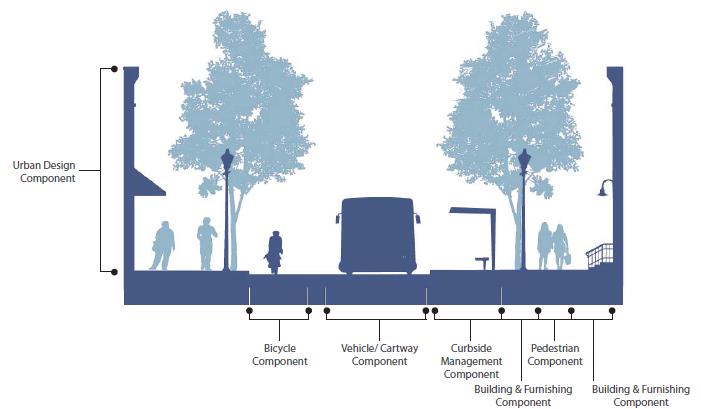 Urban Design
Component
Bicycle
Component
Vehicle/ Cartway
Component
Curbside
Management
Component
Pedestrian
Component
Building & Furnishing
Component
Building & Furnishing
Component